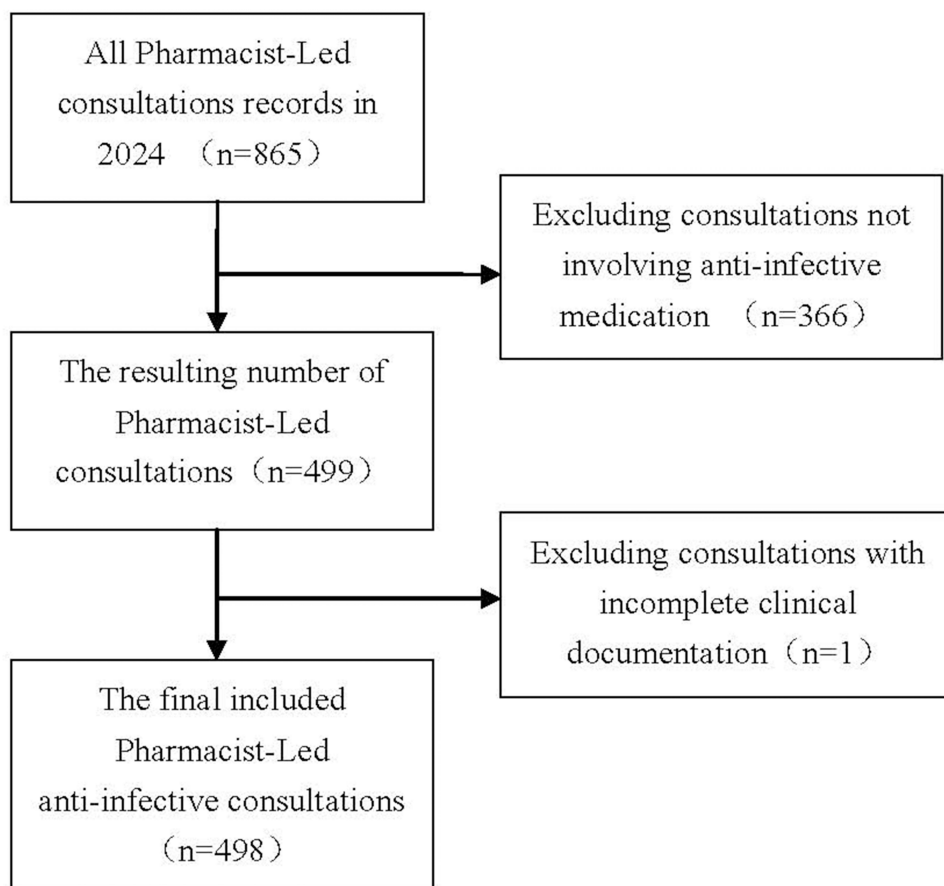 All Pharmacist-Led
consultations records in
2024 （n=865）
Excluding consultations not
involving anti-infective
medication （n=366）
The resulting number of
Pharmacist-Led
consultations（n=499）
Excluding consultations with
incomplete clinical
documentation（n=1）
The final included
Pharmacist-Led
anti-infective consultations
（n=498）